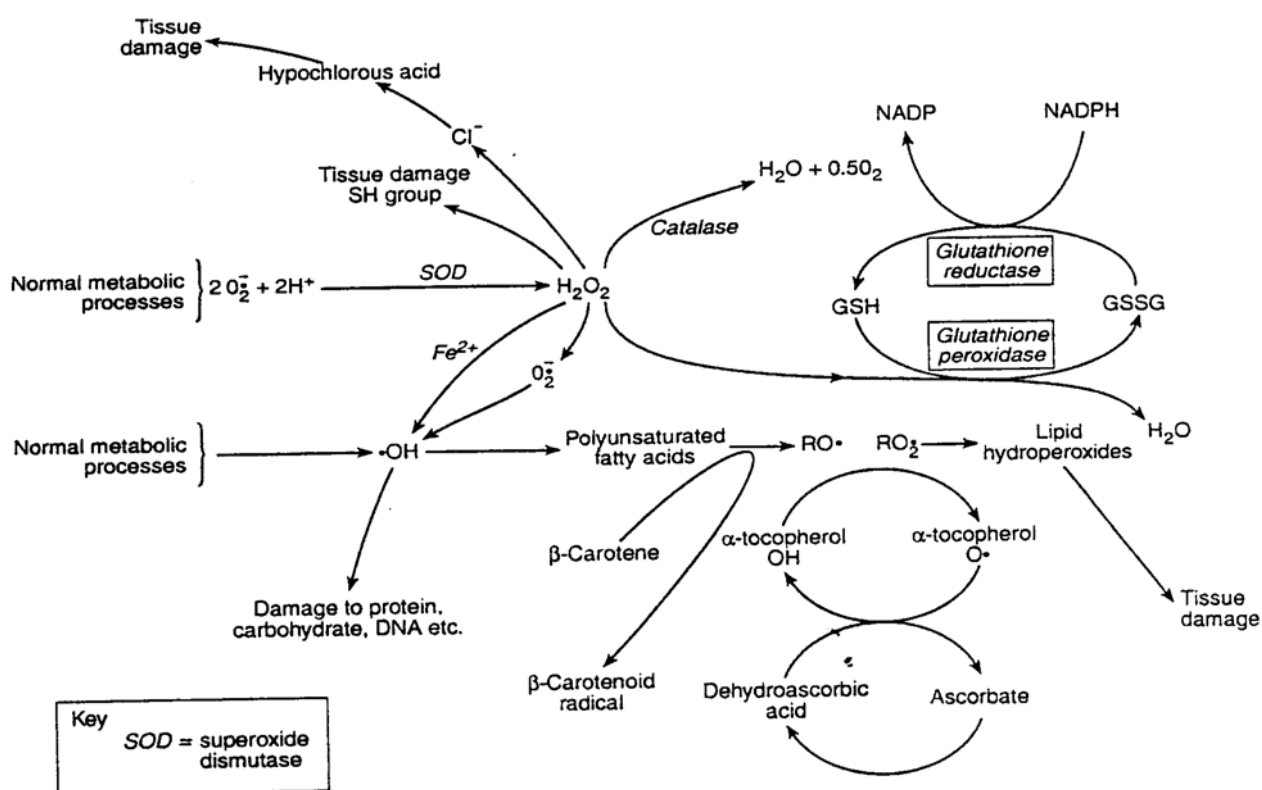 Tissue
damage
Hypochlorous acid
Cl⁻
Tissue damage
SH group
H₂O + 0.5O₂
Catalase
NADP
NADPH
Glutathione
reductase
GSH
GSSG
Glutathione
peroxidase
Normal metabolic
processes
2 O₂⁻ + 2H⁺
SOD
H₂O₂
Fe²⁺
O₂•⁻
H₂O
Normal metabolic
processes
•OH
Polyunsaturated
fatty acids
RO•
RO₂•
Lipid
hydroperoxides
β-Carotene
α-tocopherol
OH
α-tocopherol
O•
Tissue
damage
Damage to protein,
carbohydrate, DNA etc.
β-Carotenoid
radical
Dehydroascorbic
acid
Ascorbate
Key
SOD = superoxide
dismutase